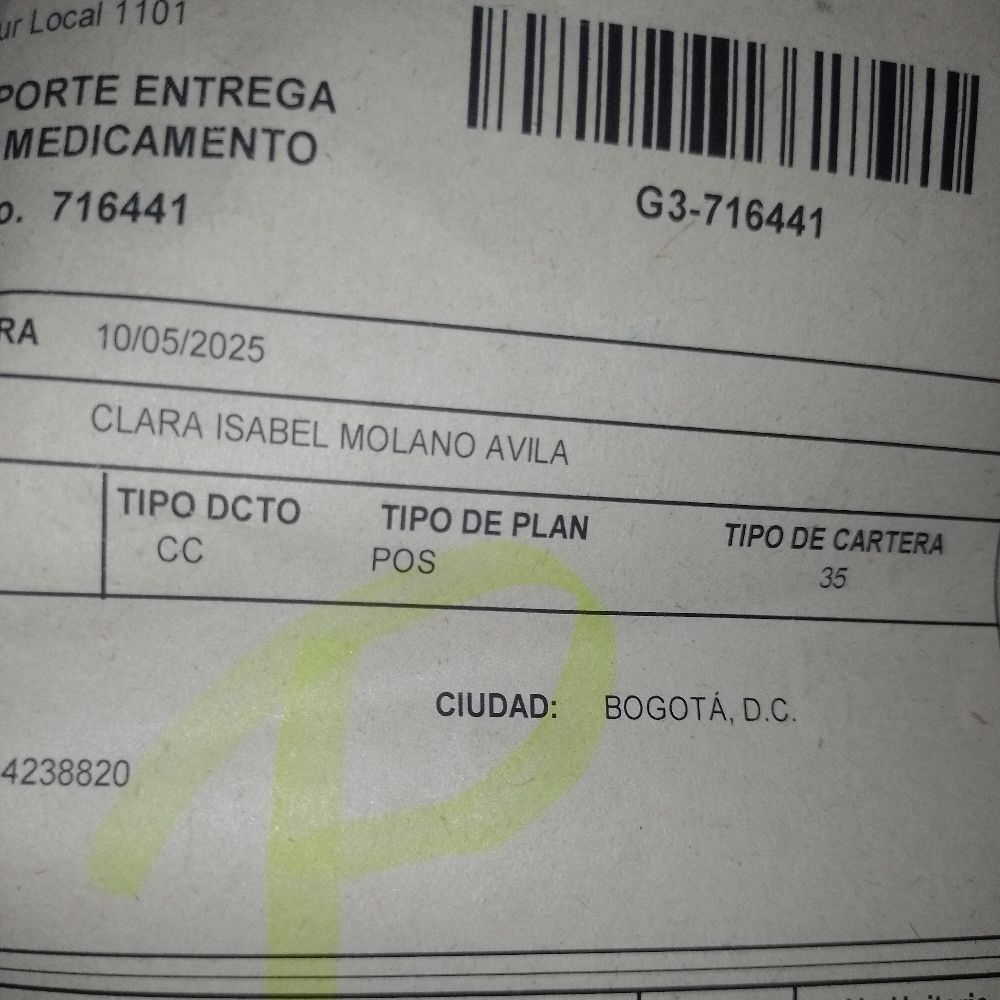 ur Local 1101
PORTE ENTREGA
MEDICAMENTO
o. 716441
G3-716441
RA 10/05/2025
CLARA ISABEL MOLANO AVILA
TIPO DCTO TIPO DE PLAN TIPO DE CARTERA
CC POS 35
CIUDAD: BOGOTÁ, D.C.
4238820
P